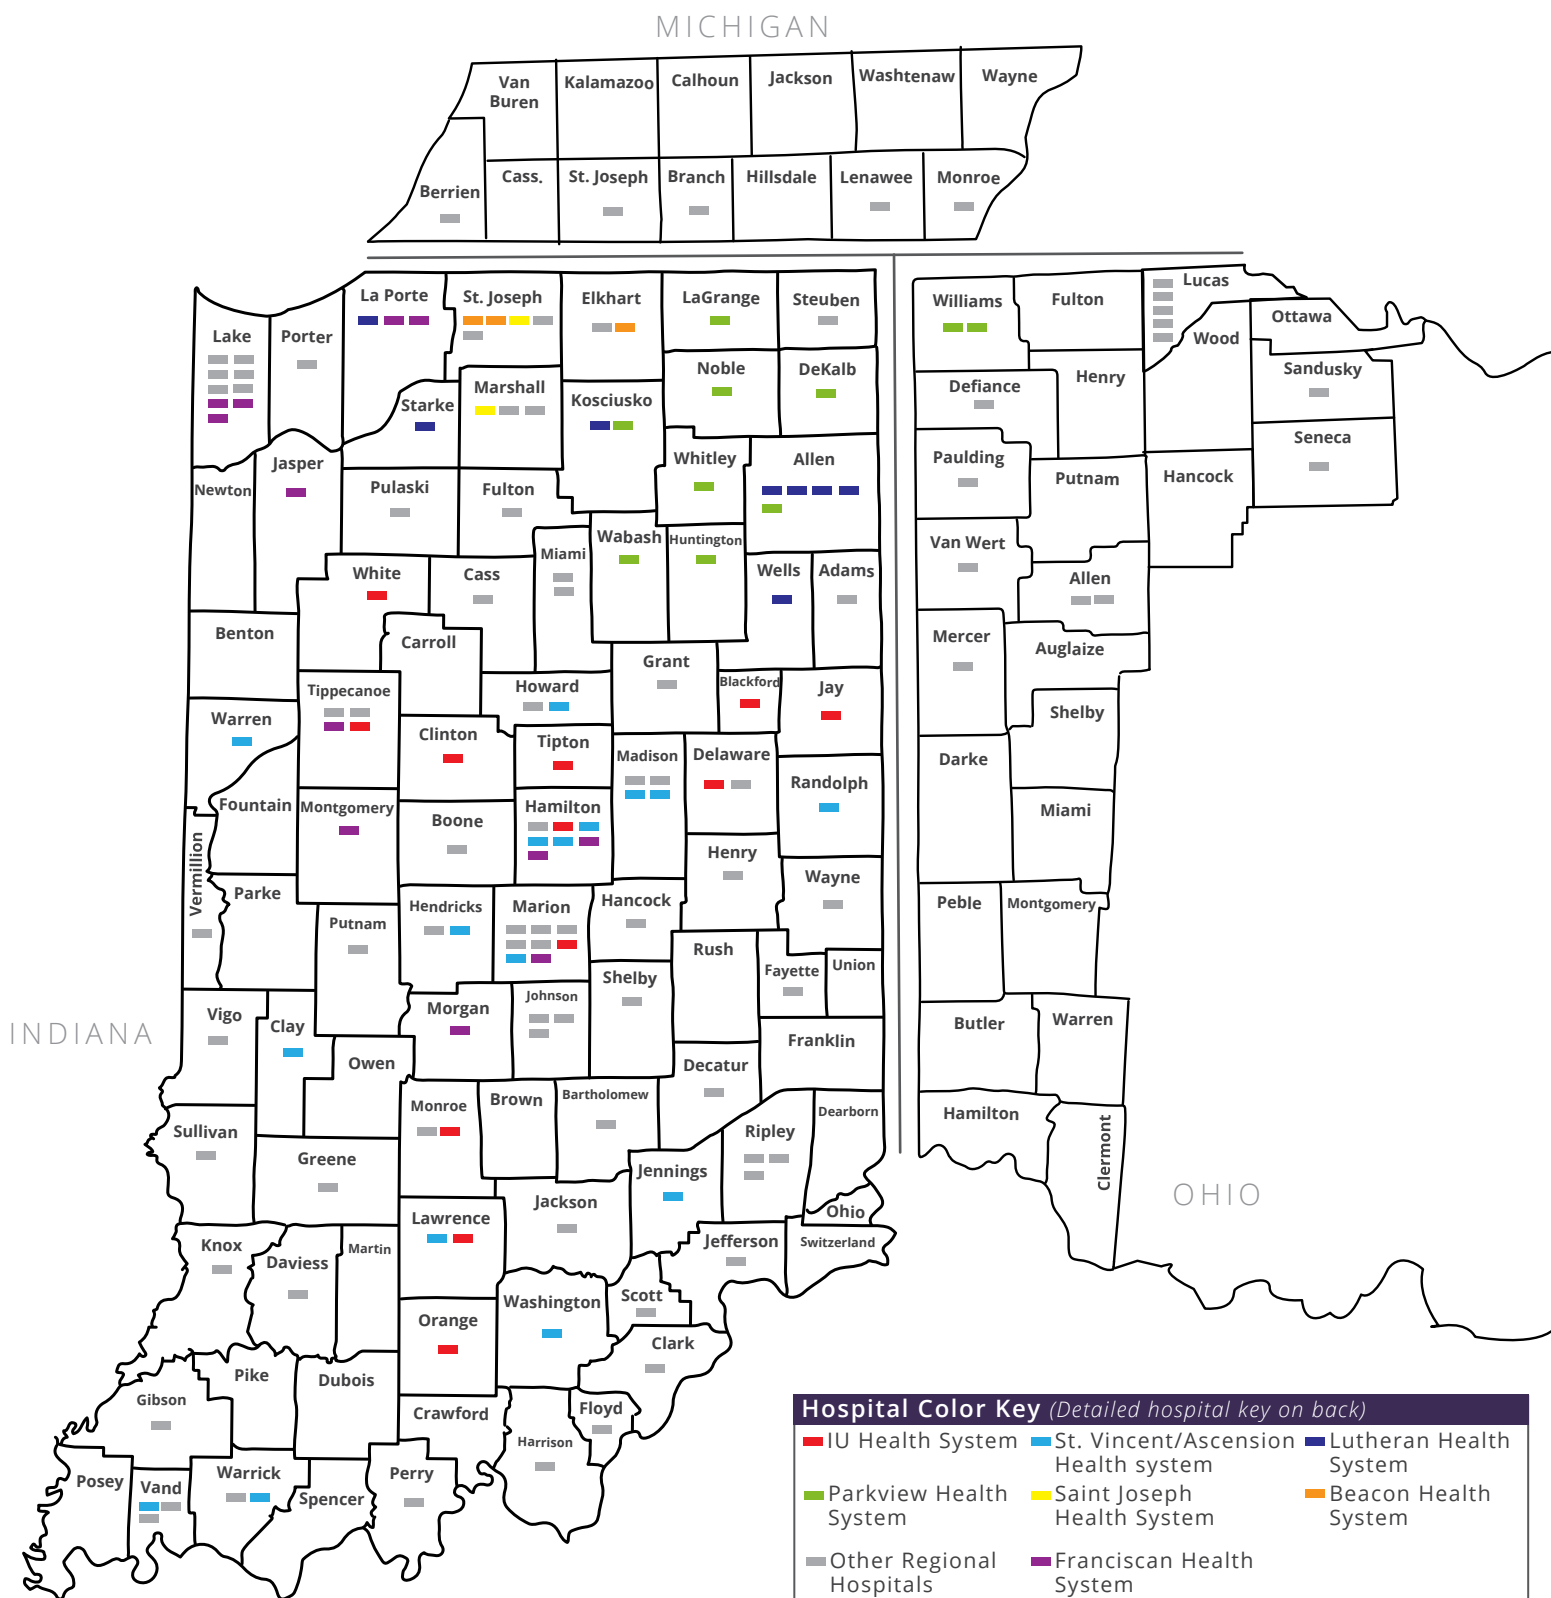 MICHIGAN
Van
Buren
Kalamazoo
Calhoun
Jackson
Washtenaw
Wayne
Berrien
Cass.
St. Joseph
Branch
Hillsdale
Lenawee
Monroe
Lake
Porter
La Porte
St. Joseph
Elkhart
LaGrange
Steuben
Starke
Marshall
Kosciusko
Noble
DeKalb
Newton
Jasper
Pulaski
Fulton
Whitley
Allen
Miami
Wabash
Huntington
White
Cass
Wells
Adams
Benton
Carroll
Grant
Blackford
Jay
Warren
Tippecanoe
Howard
Clinton
Tipton
Madison
Delaware
Randolph
Fountain
Montgomery
Boone
Hamilton
Vermillion
Parke
Henry
Wayne
Putnam
Hendricks
Marion
Hancock
Rush
Fayette
Union
Shelby
INDIANA
Vigo
Clay
Morgan
Johnson
Owen
Franklin
Decatur
Monroe
Brown
Bartholomew
Dearborn
Sullivan
Greene
Ripley
Jennings
Lawrence
Jackson
Ohio
Knox
Daviess
Martin
Jefferson
Switzerland
Orange
Washington
Scott
Clark
Gibson
Pike
Dubois
Crawford
Floyd
Harrison
Posey
Vand
Warrick
Spencer
Perry
Williams
Fulton
Lucas
Wood
Ottawa
Defiance
Henry
Sandusky
Paulding
Putnam
Hancock
Seneca
Van Wert
Allen
Mercer
Auglaize
Shelby
Darke
Miami
Peble
Montgomery
Butler
Warren
Hamilton
Clermont
OHIO
Hospital Color Key (Detailed hospital key on back)
IU Health System
St. Vincent/Ascension
Health system
Lutheran Health
System
Parkview Health
System
Saint Joseph
Health System
Beacon Health
System
Other Regional
Hospitals
Franciscan Health
System